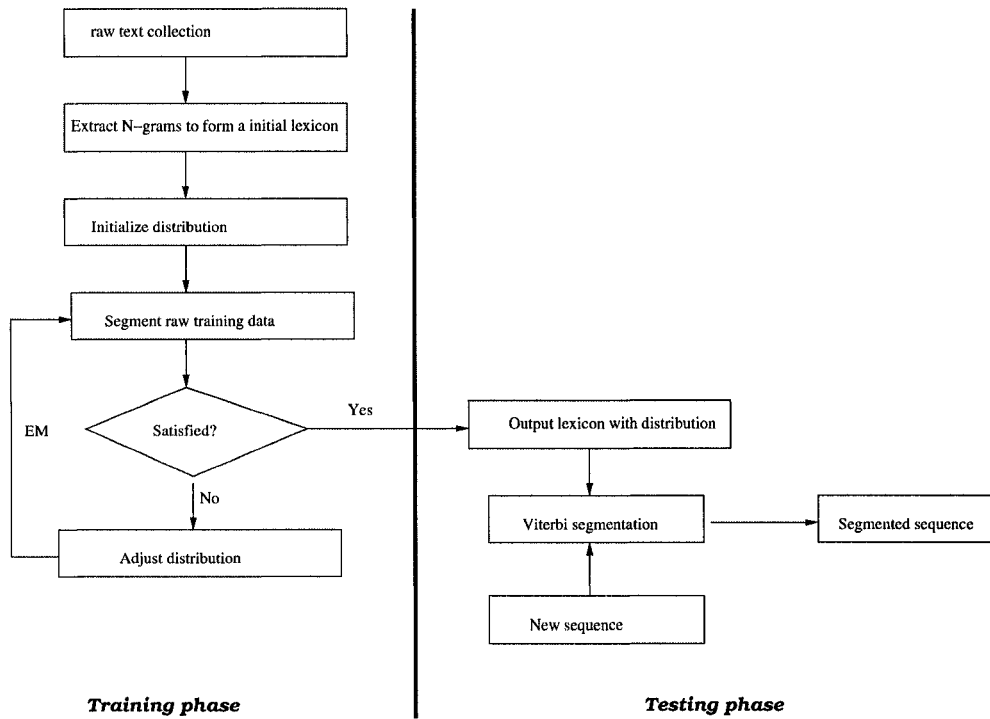 raw text collection
Extract N-grams to form a initial lexicon
Initialize distribution
Segment raw training data
Satisfied?
Yes
EM
No
Adjust distribution
Output lexicon with distribution
Viterbi segmentation
Segmented sequence
New sequence
Training phase
Testing phase